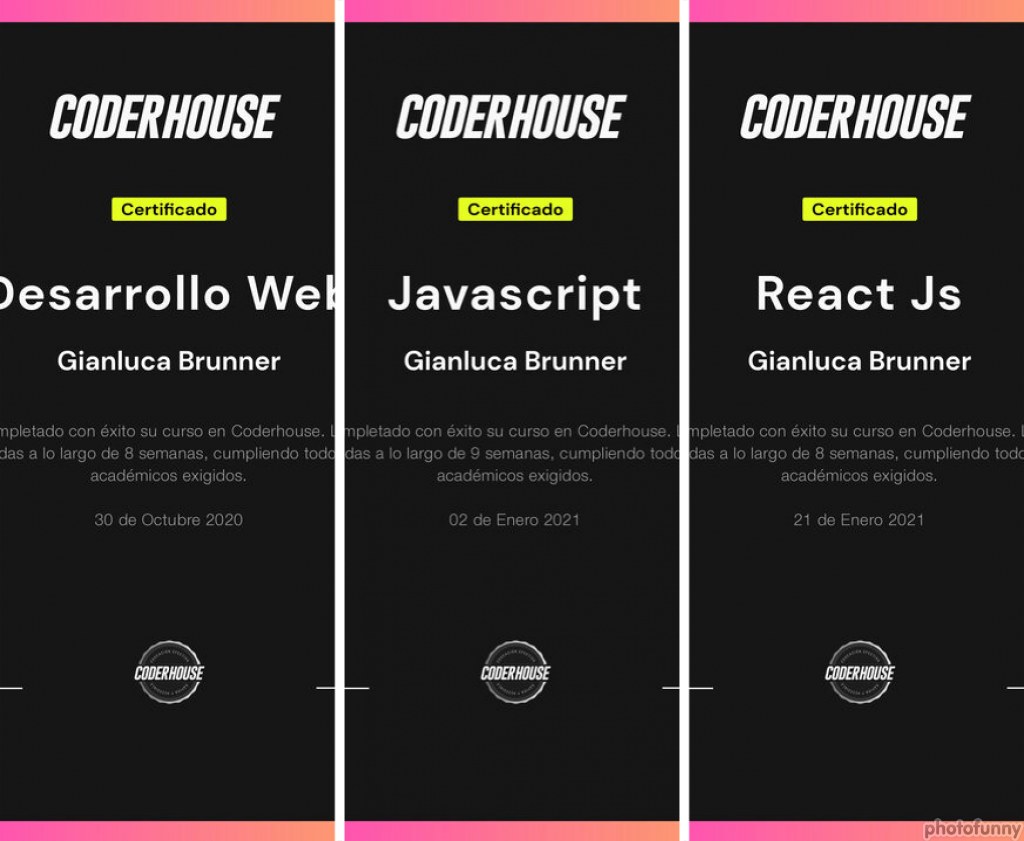 CODERHOUSE
Certificado
Desarrollo Web
Gianluca Brunner
mpletado con éxito su curso en Coderhouse. L
das a lo largo de 8 semanas, cumpliendo todo
académicos exigidos.
30 de Octubre 2020
CODERHOUSE
CODERHOUSE
Certificado
Javascript
Gianluca Brunner
mpletado con éxito su curso en Coderhouse. L
das a lo largo de 9 semanas, cumpliendo todo
académicos exigidos.
02 de Enero 2021
CODERHOUSE
CODERHOUSE
Certificado
React Js
Gianluca Brunner
mpletado con éxito su curso en Coderhouse. L
das a lo largo de 8 semanas, cumpliendo todo
académicos exigidos.
21 de Enero 2021
CODERHOUSE
photofunny